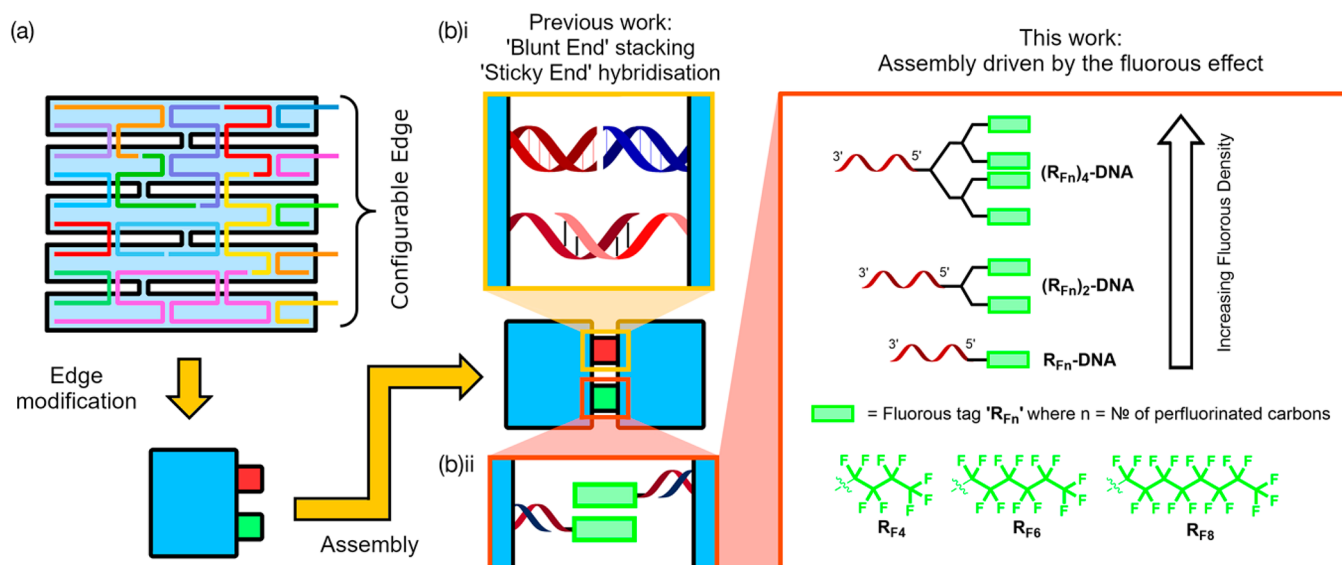 (a)
Configurable Edge
Edge
modification
Assembly
(b)i
Previous work:
'Blunt End' stacking
'Sticky End' hybridisation
(b)ii
This work:
Assembly driven by the fluorous effect
3'
5'
(RFn)4-DNA
3'
5'
(RFn)2-DNA
3'
5'
RFn-DNA
Increasing Fluorous Density
= Fluorous tag 'RFn' where n = № of perfluorinated carbons
F F F F
F
F
F F F F F
RF4
F F F F F F
F
F
F F F F F F F
RF6
F F F F F F F F
F
F
F F F F F F F F F
RF8